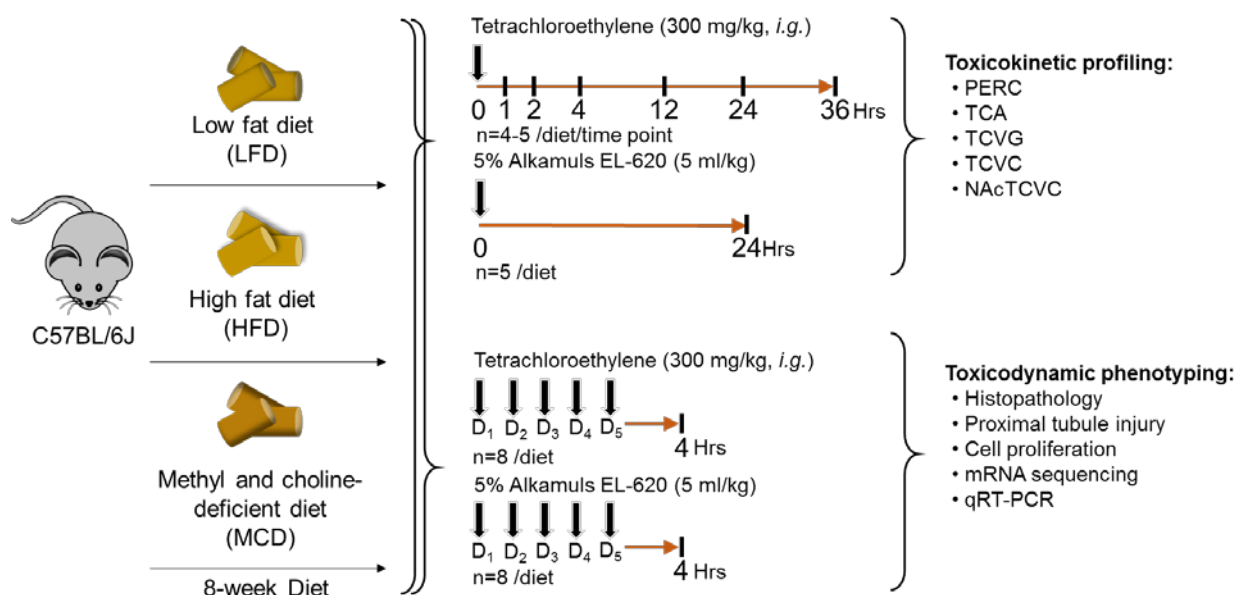 C57BL/6J
Low fat diet
(LFD)
High fat diet
(HFD)
Methyl and choline-
deficient diet
(MCD)
8-week Diet
Tetrachloroethylene (300 mg/kg, i.g.)
0 1 2 4 12 24 36 Hrs
n=4-5 /diet/time point
5% Alkamuls EL-620 (5 ml/kg)
0 24 Hrs
n=5 /diet
Tetrachloroethylene (300 mg/kg, i.g.)
D₁ D₂ D₃ D₄ D₅ 4 Hrs
n=8 /diet
5% Alkamuls EL-620 (5 ml/kg)
D₁ D₂ D₃ D₄ D₅ 4 Hrs
n=8 /diet
Toxicokinetic profiling:
• PERC
• TCA
• TCVG
• TCVC
• NAcTCVC
Toxicodynamic phenotyping:
• Histopathology
• Proximal tubule injury
• Cell proliferation
• mRNA sequencing
• qRT-PCR